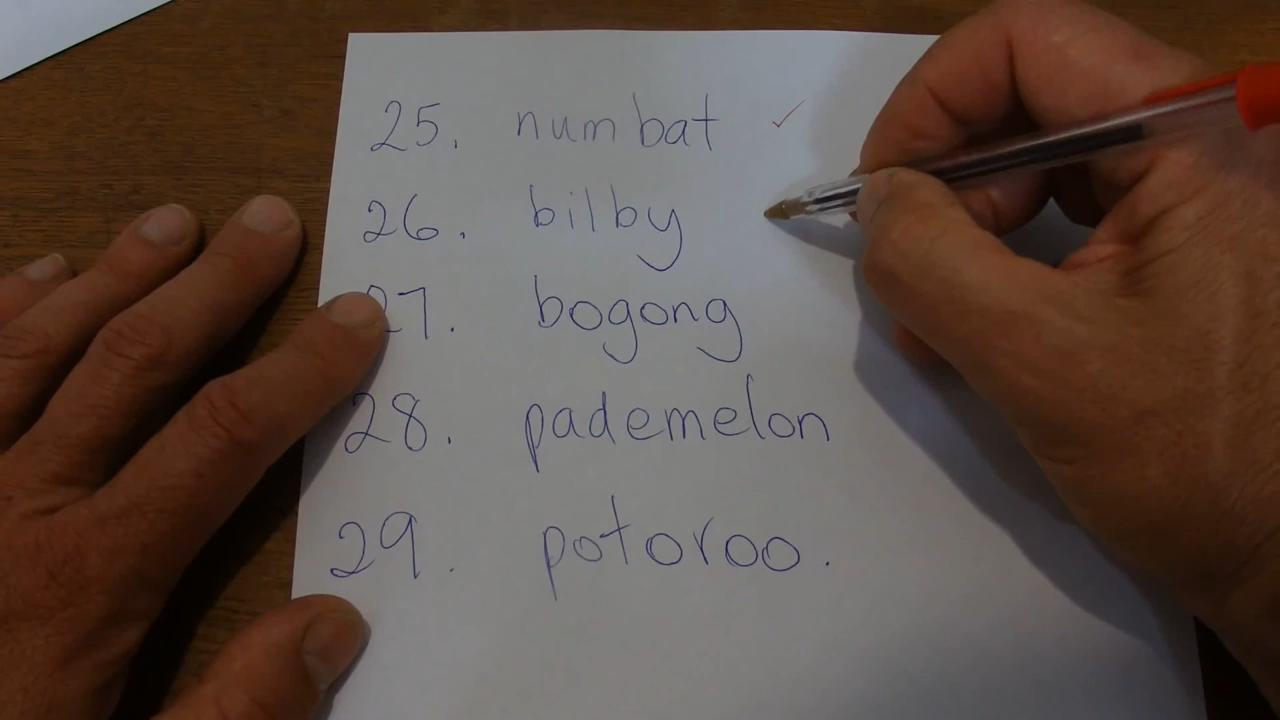 25. numbat ✓
26. bilby
27. bogong
28. pademelon
29. potoroo.